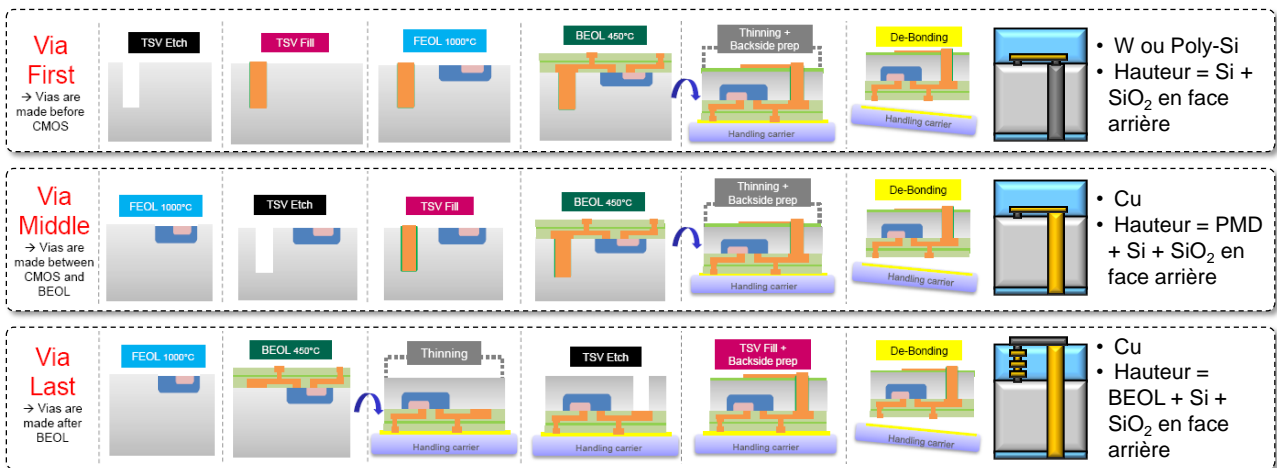 Via
First
→ Vias are
made before
CMOS
TSV Etch
TSV Fill
FEOL 1000°C
BEOL 450°C
Thinning +
Backside prep
Handling carrier
De-Bonding
Handling carrier
• W ou Poly-Si
• Hauteur = Si +
SiO₂ en face
arrière
Via
Middle
→ Vias are
made between
CMOS and
BEOL
FEOL 1000°C
TSV Etch
TSV Fill
BEOL 450°C
Thinning +
Backside prep
Handling carrier
De-Bonding
Handling carrier
• Cu
• Hauteur = PMD
+ Si + SiO₂ en
face arrière
Via
Last
→ Vias are
made after
BEOL
FEOL 1000°C
BEOL 450°C
Thinning
Handling carrier
TSV Etch
Handling carrier
TSV Fill +
Backside prep
Handling carrier
De-Bonding
Handling carrier
• Cu
• Hauteur =
BEOL + Si +
SiO₂ en face
arrière